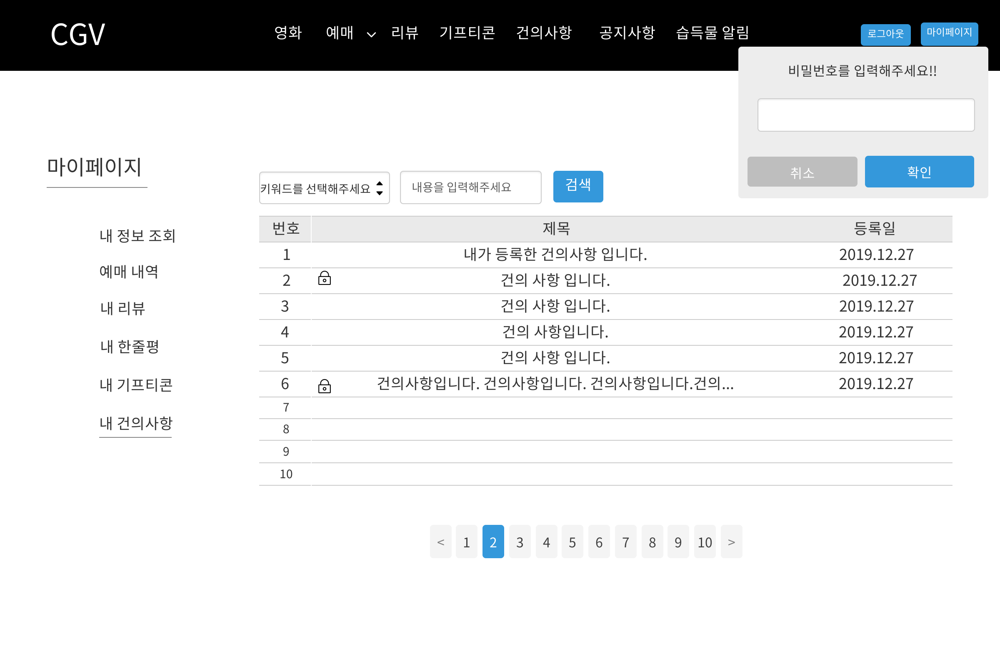 CGV 영화 예매 리뷰 기프티콘 건의사항 공지사항 습득물 알림 로그아웃 마이페이지
비밀번호를 입력해주세요!!
취소 확인
마이페이지
내 정보 조회
예매 내역
내 리뷰
내 한줄평
내 기프티콘
내 건의사항
키워드를 선택해주세요 내용을 입력해주세요 검색
번호 제목 등록일
1 내가 등록한 건의사항 입니다. 2019.12.27
2 건의 사항 입니다. 2019.12.27
3 건의 사항 입니다. 2019.12.27
4 건의 사항입니다. 2019.12.27
5 건의 사항 입니다. 2019.12.27
6 건의사항입니다. 건의사항입니다. 건의사항입니다.건의... 2019.12.27
7
8
9
10
< 1 2 3 4 5 6 7 8 9 10 >